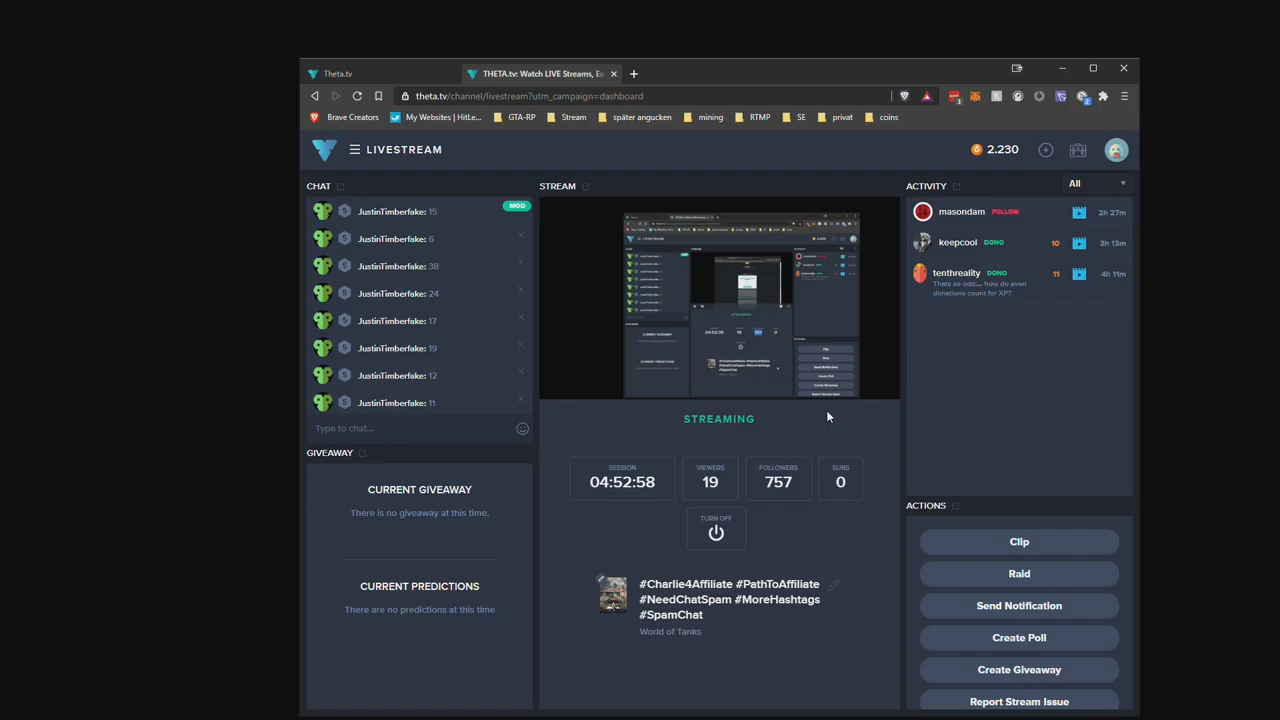 Theta.tv
THETA.tv: Watch LIVE Streams, Ea
theta.tv/channel/livestream?utm_campaign=dashboard
3
2
Brave Creators
My Websites | HitLe...
GTA-RP
Stream
später angucken
mining
RTMP
SE
privat
coins
LIVESTREAM
2.230
CHAT
MOD
JustinTimberfake: 15
JustinTimberfake: 6
JustinTimberfake: 38
JustinTimberfake: 24
JustinTimberfake: 17
JustinTimberfake: 19
JustinTimberfake: 12
JustinTimberfake: 11
Type to chat...
GIVEAWAY
CURRENT GIVEAWAY
There is no giveaway at this time.
CURRENT PREDICTIONS
There are no predictions at this time
STREAM
STREAMING
SESSION
04:52:58
VIEWERS
19
FOLLOWERS
757
SUBS
0
TURN OFF
#Charlie4Affiliate #PathToAffiliate
#NeedChatSpam #MoreHashtags
#SpamChat
World of Tanks
ACTIVITY
All
masondam FOLLOW 2h 27m
keepcool DONO 10 3h 13m
tenthreality DONO 11 4h 11m
Thats so odd.... how do even
donations count for XP?
ACTIONS
Clip
Raid
Send Notification
Create Poll
Create Giveaway
Report Stream Issue